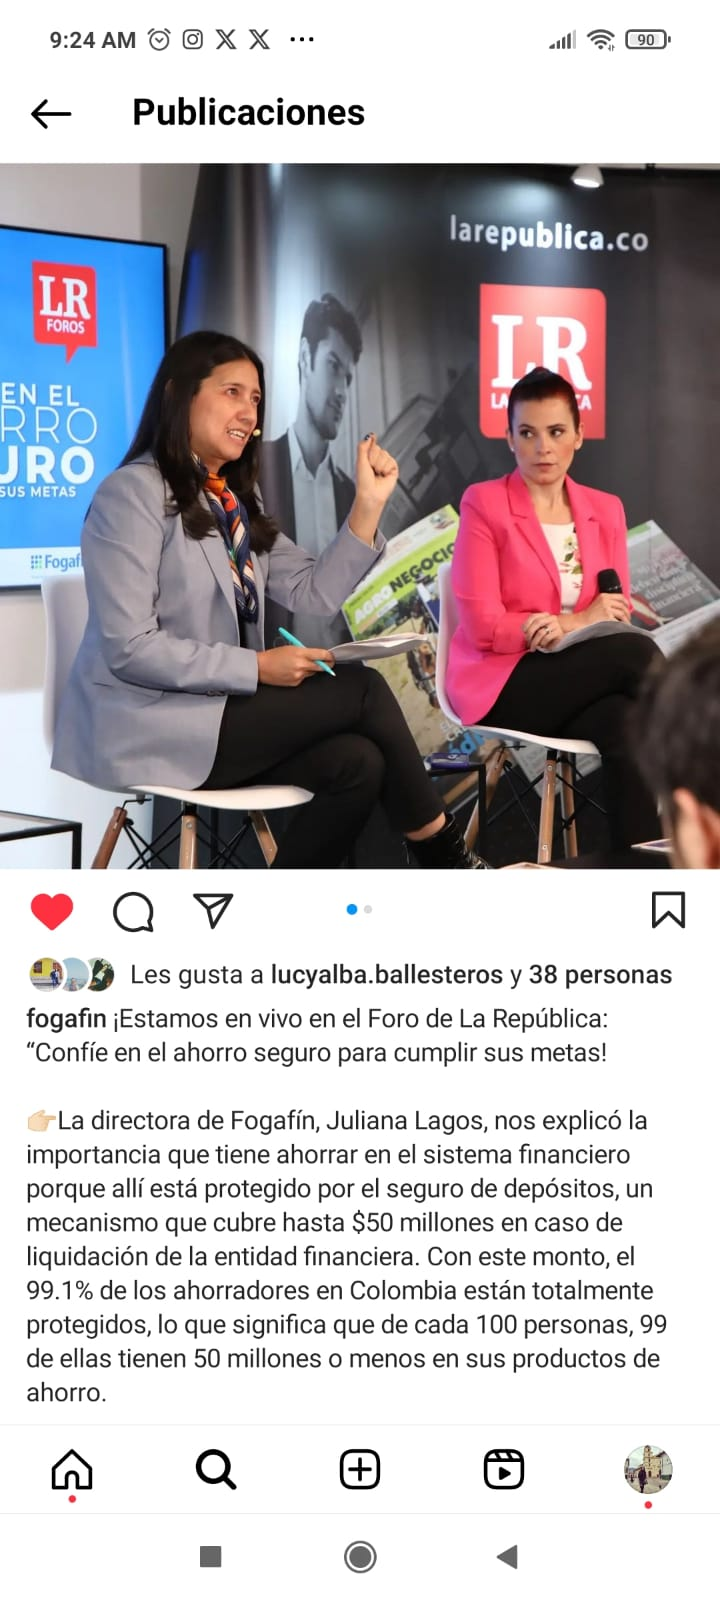 9:24 AM
90
Publicaciones
larepublica.co
LR
FOROS
LR
LA
CA
EN EL
RRO
URO
SUS METAS
Fogafí
AGRONEGOCIO
Les gusta a lucyalba.ballesteros y 38 personas
fogafin ¡Estamos en vivo en el Foro de La República:
“Confíe en el ahorro seguro para cumplir sus metas!
👉🏻La directora de Fogafín, Juliana Lagos, nos explicó la
importancia que tiene ahorrar en el sistema financiero
porque allí está protegido por el seguro de depósitos, un
mecanismo que cubre hasta $50 millones en caso de
liquidación de la entidad financiera. Con este monto, el
99.1% de los ahorradores en Colombia están totalmente
protegidos, lo que significa que de cada 100 personas, 99
de ellas tienen 50 millones o menos en sus productos de
ahorro.